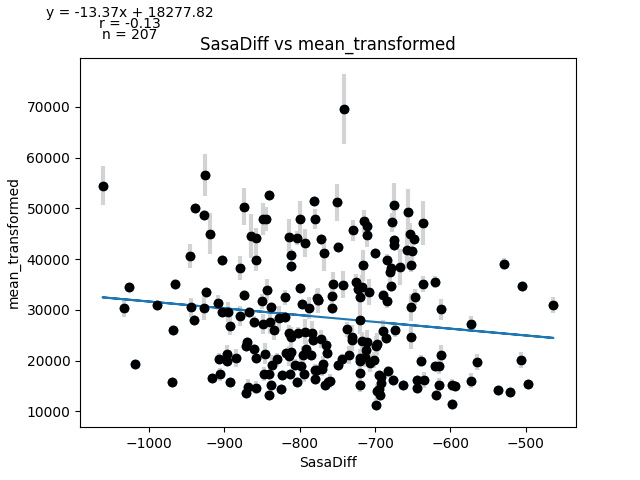 y = -13.37x + 18277.82
r = -0.13
n = 207
SasaDiff vs mean_transformed
mean_transformed
70000
60000
50000
40000
30000
20000
10000
−1000
−900
−800
−700
−600
−500
SasaDiff